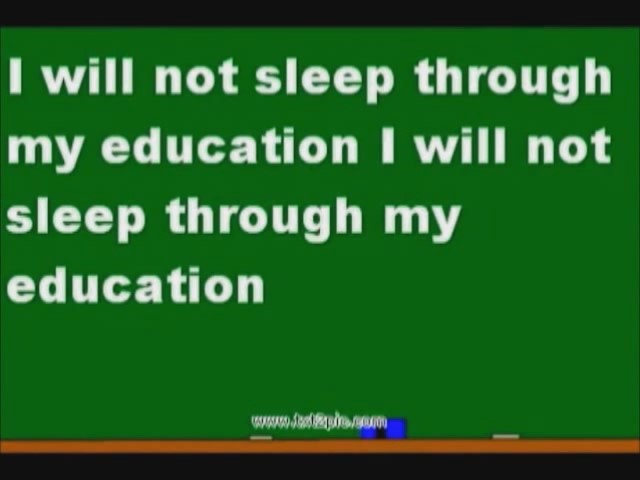 I will not sleep through
my education I will not
sleep through my
education
www.txt2pic.com